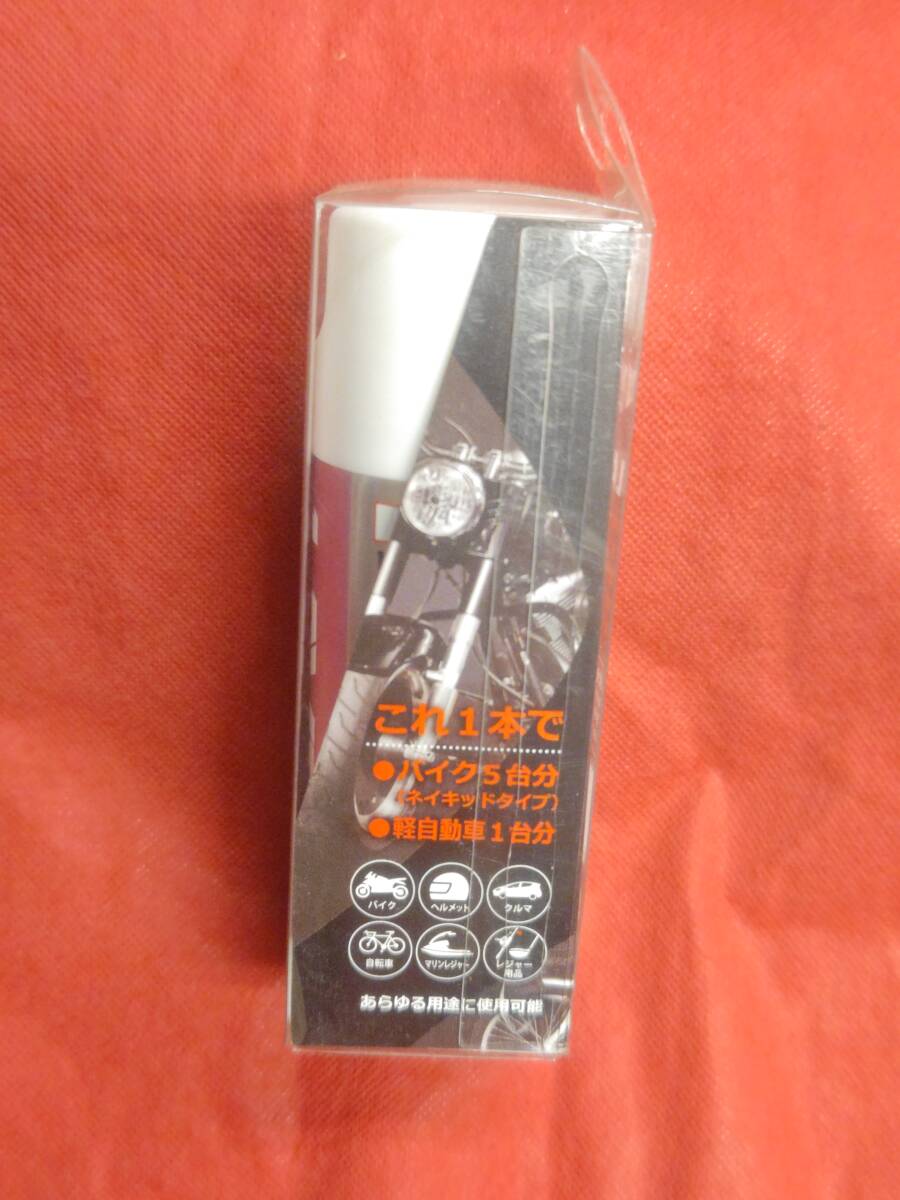 これ1本で
●バイク5台分
(ネイキッドタイプ)
●軽自動車1台分
バイク
ヘルメット
クルマ
自転車
マリンレジャー
レジャー
用品
あらゆる用途に使用可能